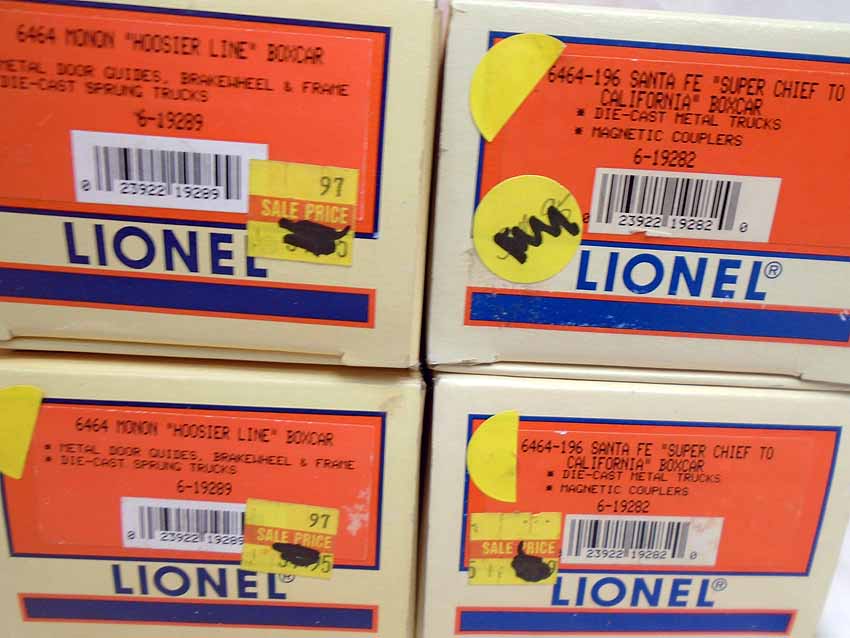 6464 MONON "HOOSIER LINE" BOXCAR
METAL DOOR GUIDES, BRAKEWHEEL & FRAME
DIE-CAST SPRUNG TRUCKS
6-19289
0 23922 19289 9
97
SALE PRICE
LIONEL
6464-196 SANTA FE "SUPER CHIEF TO
CALIFORNIA" BOXCAR
* DIE-CAST METAL TRUCKS
* MAGNETIC COUPLERS
6-19282
0 23922 19282 0
LIONEL®
6464 MONON "HOOSIER LINE" BOXCAR
* METAL DOOR GUIDES, BRAKEWHEEL & FRAME
* DIE-CAST SPRUNG TRUCKS
6-19289
0 23922 19289
97
SALE PRICE
LIONEL®
6464-196 SANTA FE "SUPER CHIEF TO
CALIFORNIA" BOXCAR
* DIE-CAST METAL TRUCKS
* MAGNETIC COUPLERS
6-19282
23922 19282 0
SALE PRICE
LIONEL®